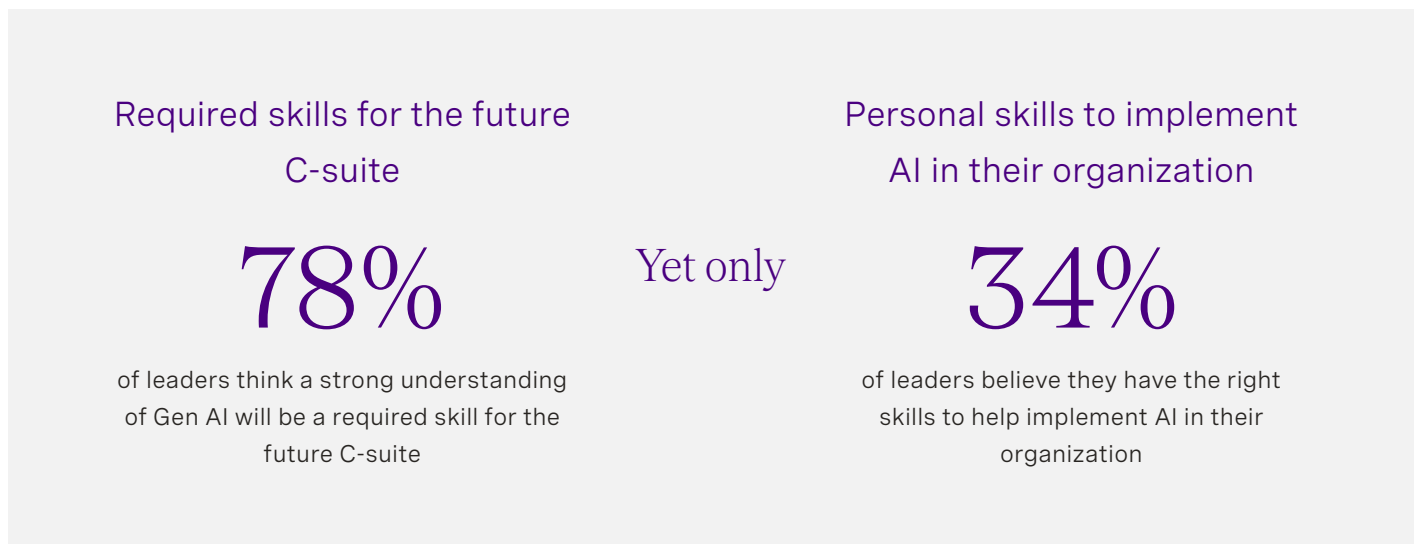 Required skills for the future
C-suite
78%
of leaders think a strong understanding
of Gen AI will be a required skill for the
future C-suite
Yet only
Personal skills to implement
AI in their organization
34%
of leaders believe they have the right
skills to help implement AI in their
organization